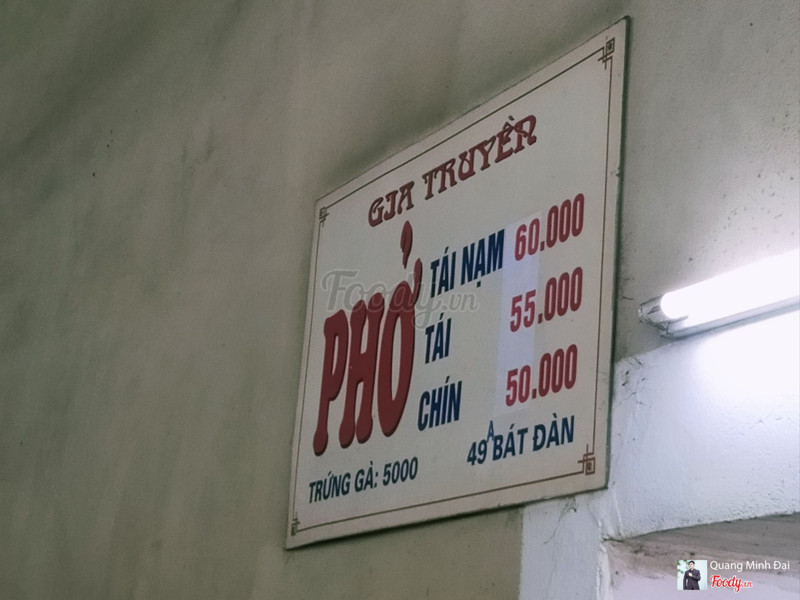 GIA TRUYỀN
PHỞ
TÁI NẠM 60.000
TÁI 55.000
CHÍN 50.000
TRỨNG GÀ: 5000
49A BÁT ĐÀN
Foody.vn
Quang Minh Đai
Foody.vn